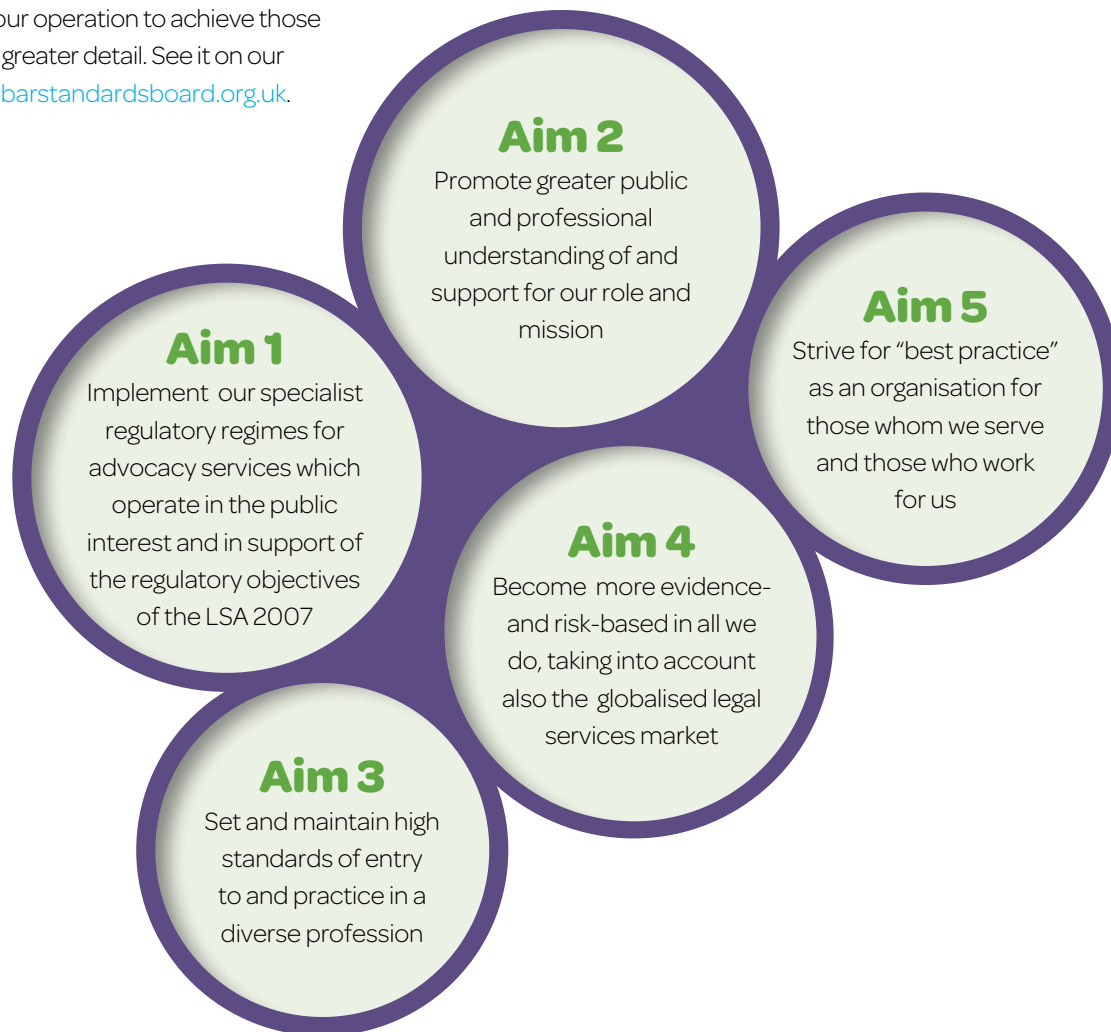 our operation to achieve those
greater detail. See it on our
barstandardsboard.org.uk.
Aim 1
Implement our specialist
regulatory regimes for
advocacy services which
operate in the public
interest and in support of
the regulatory objectives
of the LSA 2007
Aim 2
Promote greater public
and professional
understanding of and
support for our role and
mission
Aim 3
Set and maintain high
standards of entry
to and practice in a
diverse profession
Aim 4
Become more evidence-
and risk-based in all we
do, taking into account
also the globalised legal
services market
Aim 5
Strive for “best practice”
as an organisation for
those whom we serve
and those who work
for us